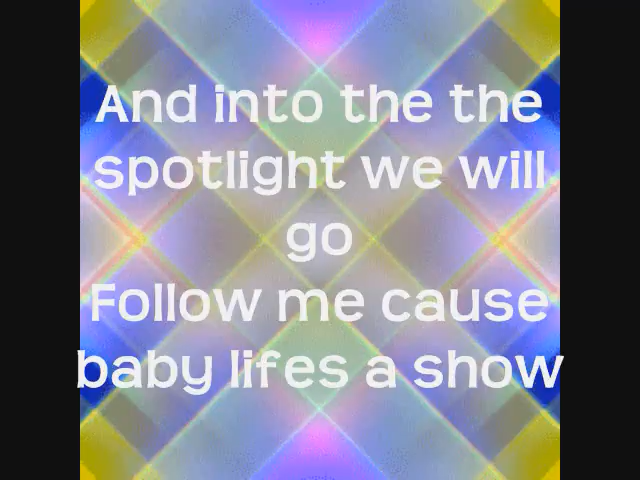 And into the the
spotlight we will
go
Follow me cause
baby lifes a show